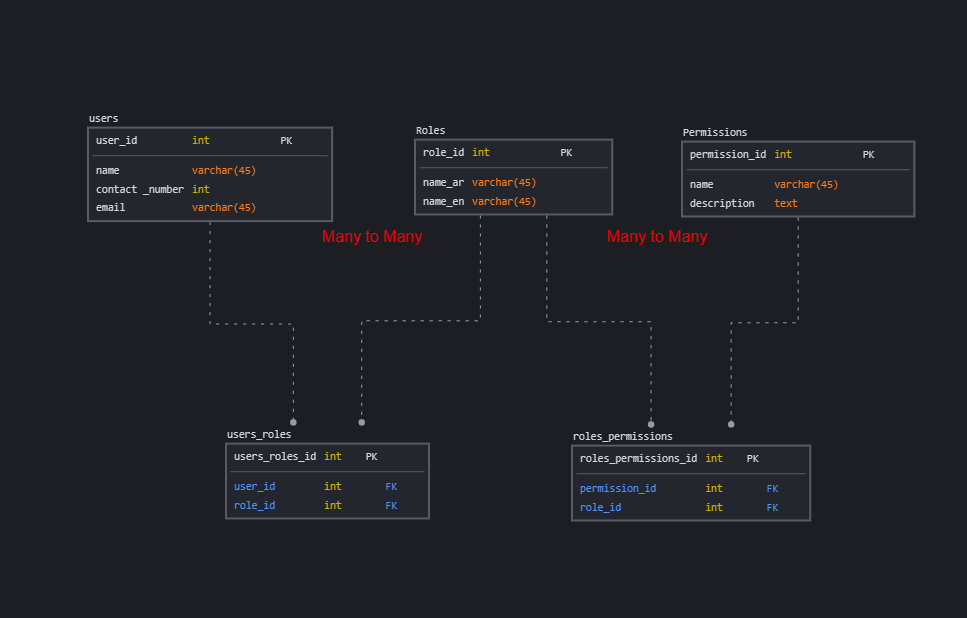 users
user_id int PK
name varchar(45)
contact _number int
email varchar(45)
Roles
role_id int PK
name_ar varchar(45)
name_en varchar(45)
Permissions
permission_id int PK
name varchar(45)
description text
Many to Many
Many to Many
users_roles
users_roles_id int PK
user_id int FK
role_id int FK
roles_permissions
roles_permissions_id int PK
permission_id int FK
role_id int FK